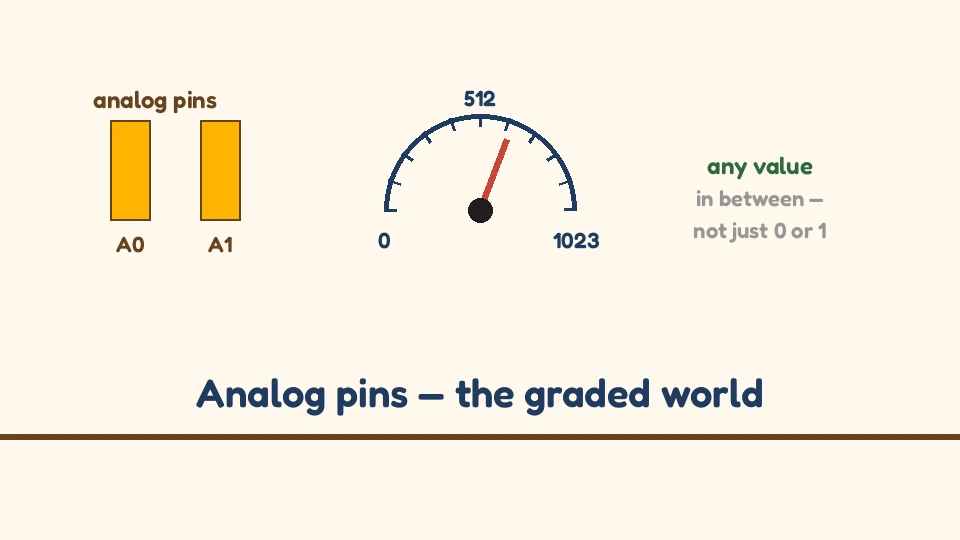 analog pins
A0
A1
512
0
1023
any value
in between —
not just 0 or 1
Analog pins — the graded world